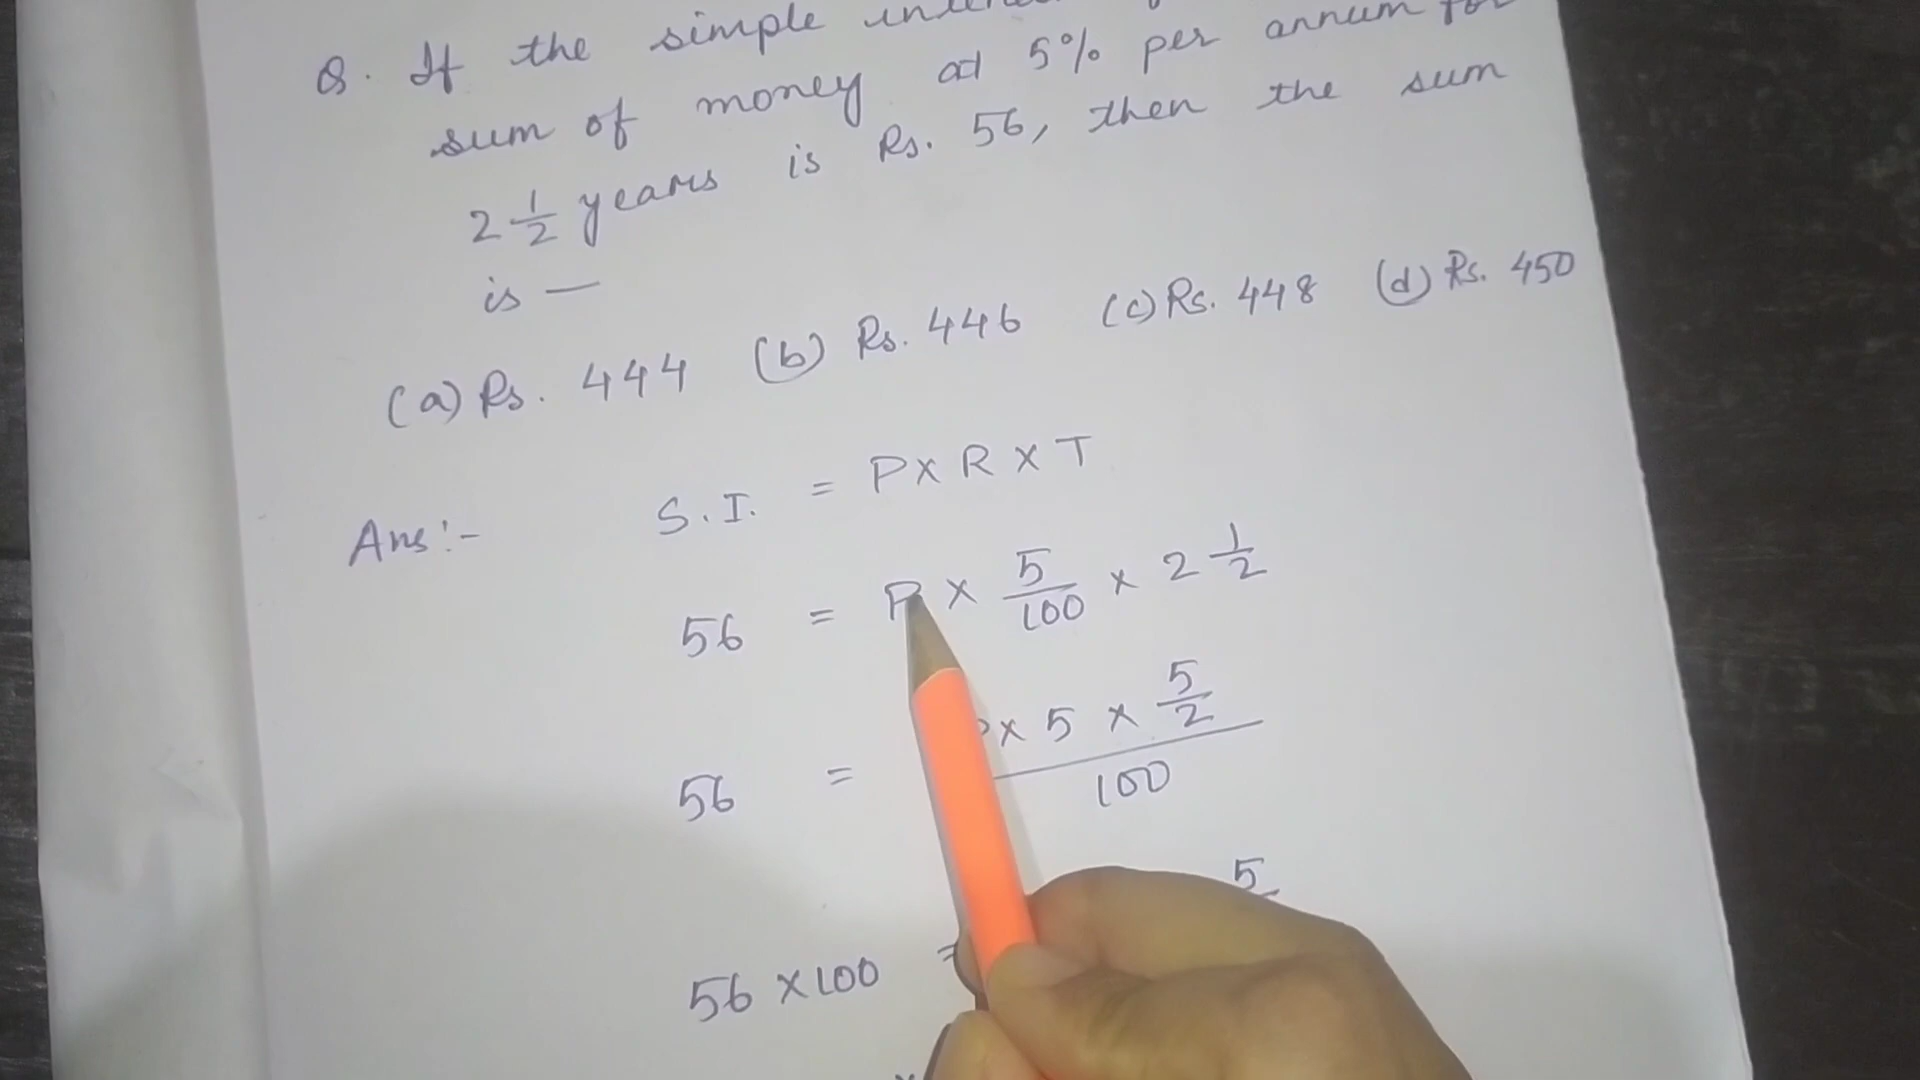 Q. If the simple
sum of money at 5% per annum for
2 1/2 years is Rs. 56, then the sum
is —
(a) Rs. 444 (b) Rs. 446 (c) Rs. 448 (d) Rs. 450
Ans:- S.I. = P x R x T
56 = P x 5/100 x 2 1/2
56 = P x 5 x 5/2 / 100
56 x 100 = 5